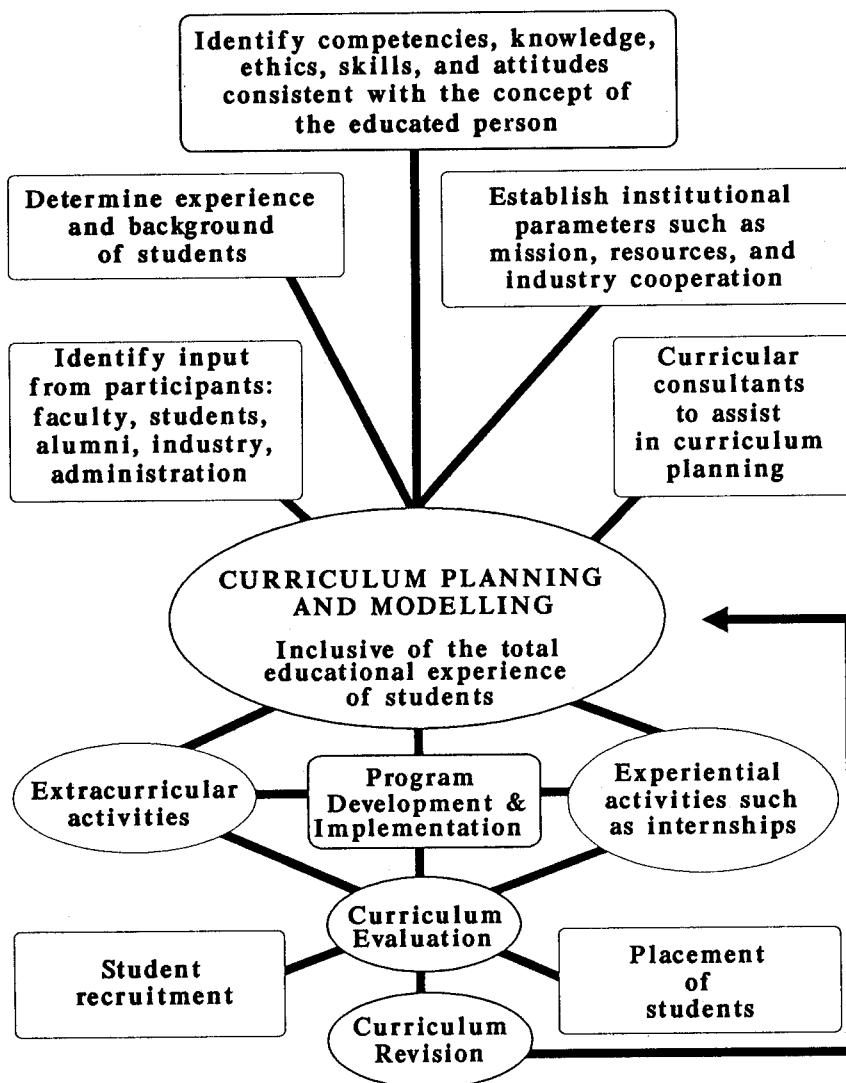 Identify competencies, knowledge,
ethics, skills, and attitudes
consistent with the concept of
the educated person
Determine experience
and background
of students
Establish institutional
parameters such as
mission, resources, and
industry cooperation
Identify input
from participants:
faculty, students,
alumni, industry,
administration
Curricular
consultants
to assist
in curriculum
planning
CURRICULUM PLANNING
AND MODELLING
Inclusive of the total
educational experience
of students
Extracurricular
activities
Program
Development &
Implementation
Experiential
activities such
as internships
Curriculum
Evaluation
Student
recruitment
Placement
of
students
Curriculum
Revision